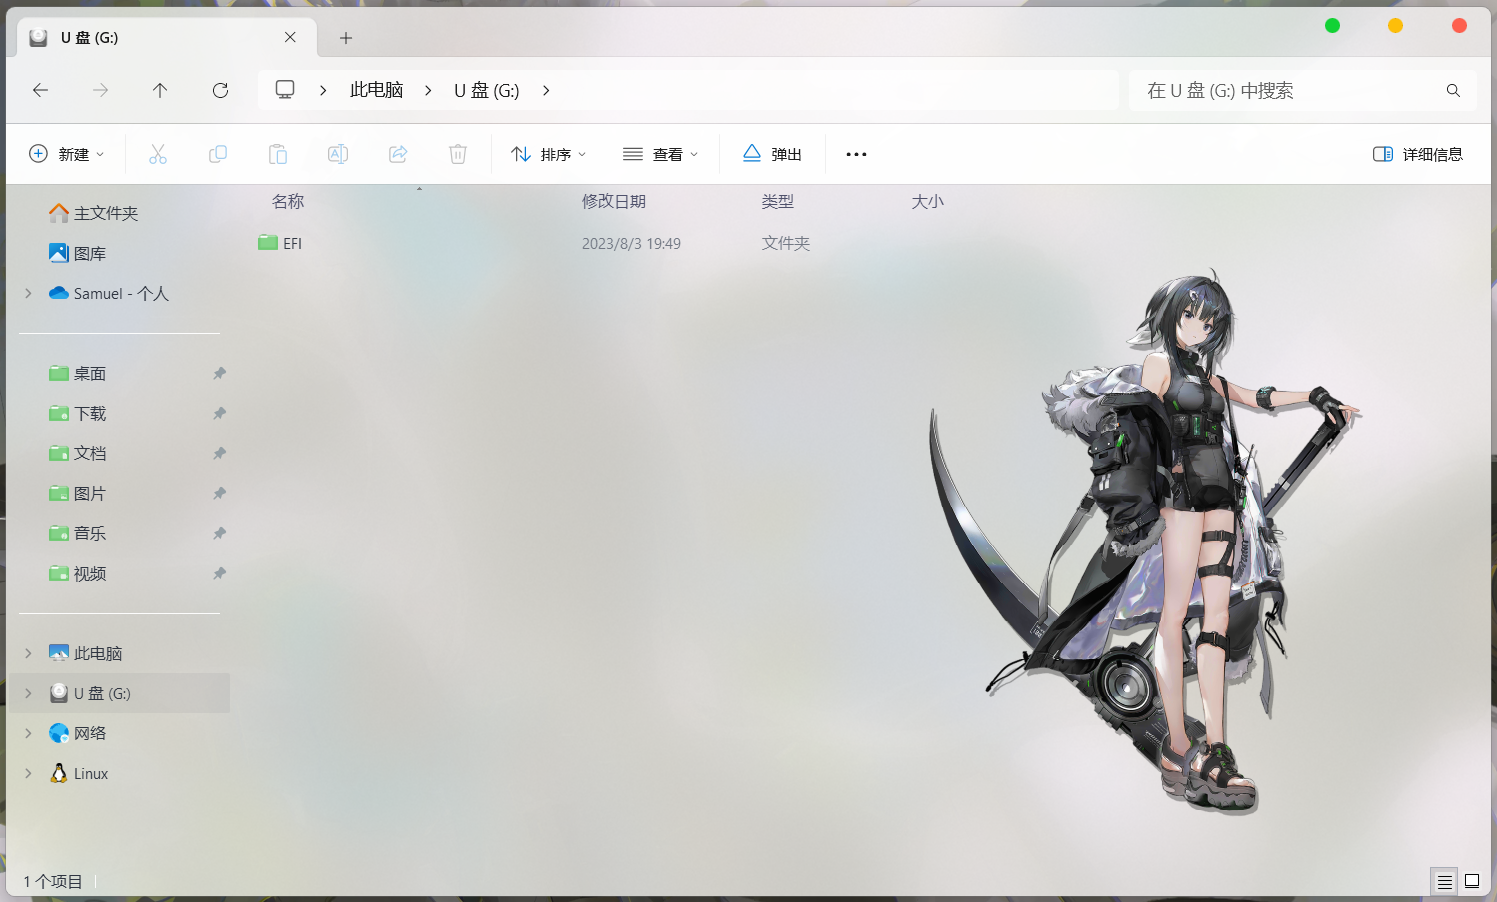 U 盘 (G:)
此电脑
U 盘 (G:)
在 U 盘 (G:) 中搜索
新建
排序
查看
弹出
详细信息
主文件夹
图库
Samuel - 个人
桌面
下载
文档
图片
音乐
视频
此电脑
U 盘 (G:)
网络
Linux
名称 修改日期 类型 大小
EFI 2023/8/3 19:49 文件夹
1 个项目